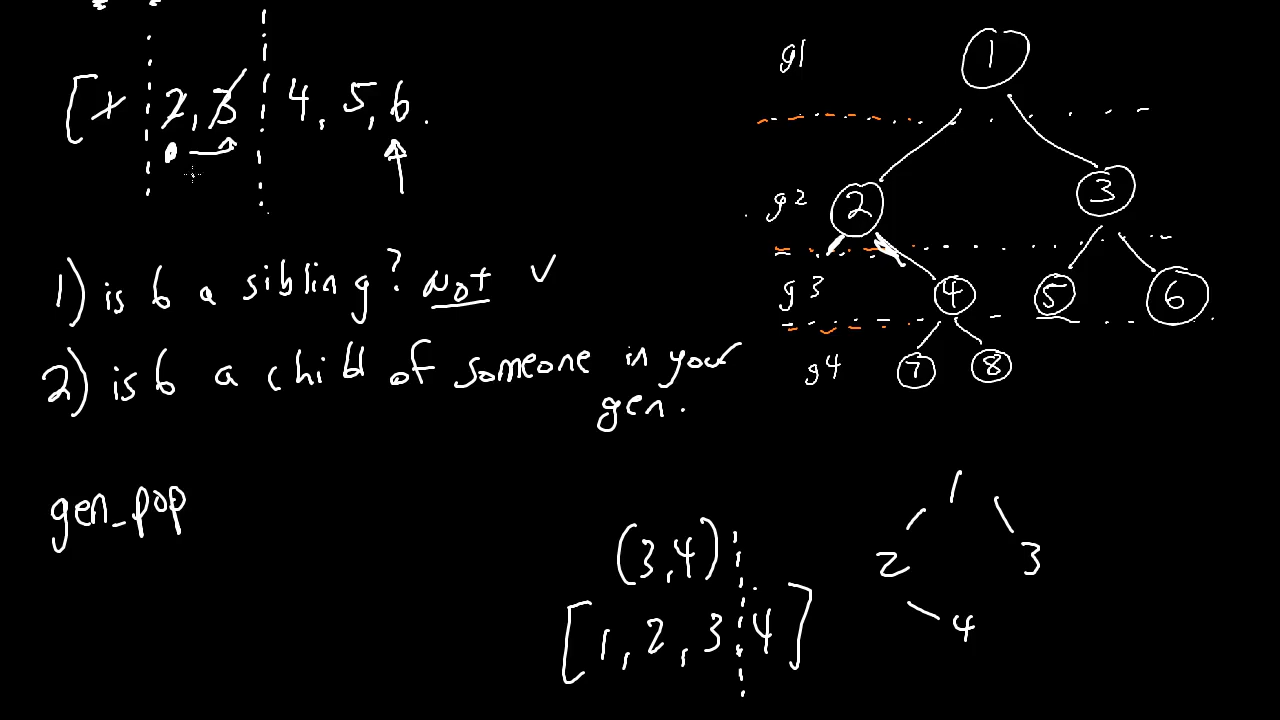 g1
1
[1 2, 3 4, 5, 6.
g2
2
3
1) is 6 a sibling? Not ✓
g3
4
5
6
2) is 6 a child of someone in your gen.
g4
7
8
gen_pop
(3,4)
[1, 2, 3 4]
1
2
3
4